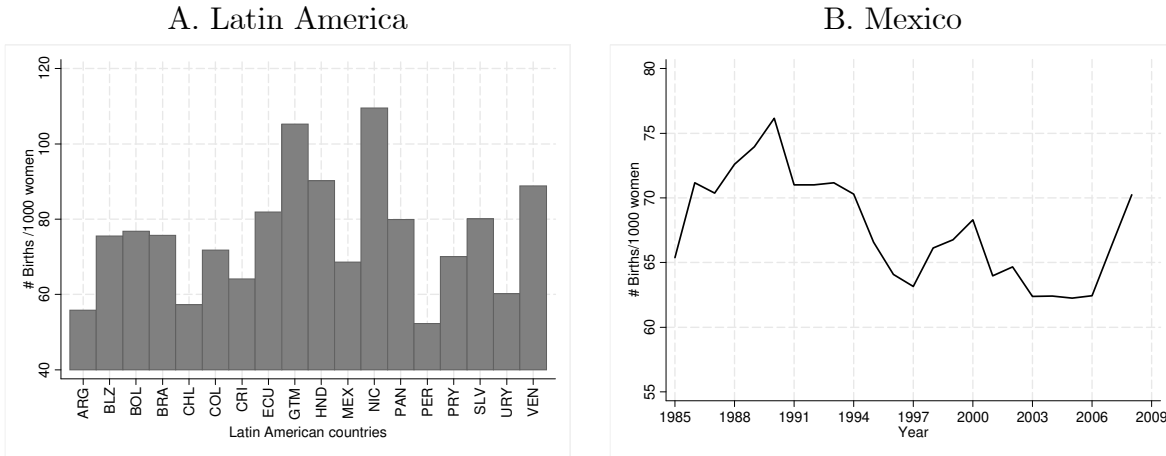 A. Latin America
# Births /1000 women
120
100
80
60
40
ARG
BLZ
BOL
BRA
CHL
COL
CRI
ECU
GTM
HND
MEX
NIC
PAN
PER
PRY
SLV
URY
VEN
Latin American countries
B. Mexico
# Births/1000 women
80
75
70
65
60
55
1985 1988 1991 1994 1997 2000 2003 2006 2009
Year